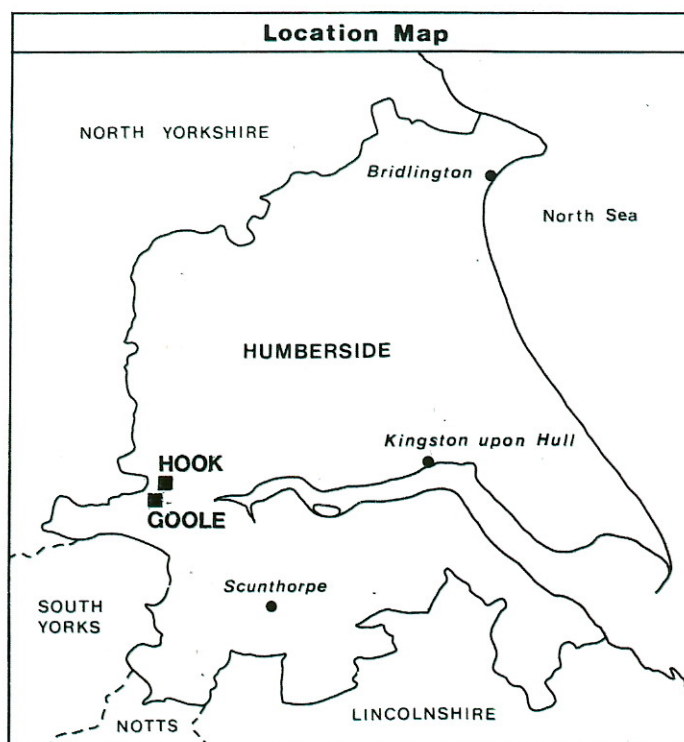 Location Map
NORTH YORKSHIRE
Bridlington
North Sea
HUMBERSIDE
Kingston upon Hull
HOOK
GOOLE
Scunthorpe
SOUTH
YORKS
LINCOLNSHIRE
NOTTS